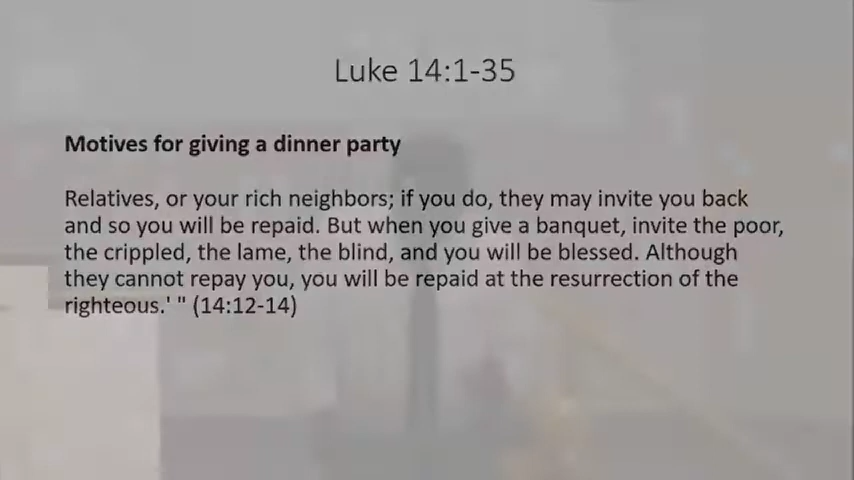 Luke 14:1-35
Motives for giving a dinner party
Relatives, or your rich neighbors; if you do, they may invite you back
and so you will be repaid. But when you give a banquet, invite the poor,
the crippled, the lame, the blind, and you will be blessed. Although
they cannot repay you, you will be repaid at the resurrection of the
righteous.' " (14:12-14)